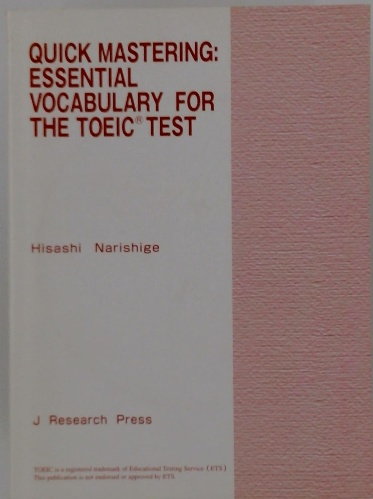 QUICK MASTERING:
ESSENTIAL
VOCABULARY FOR
THE TOEIC® TEST
Hisashi Narishige
J Research Press
TOEIC is a registered trademark of Educational Testing Service (ETS)
This publication is not endorsed or approved by ETS.